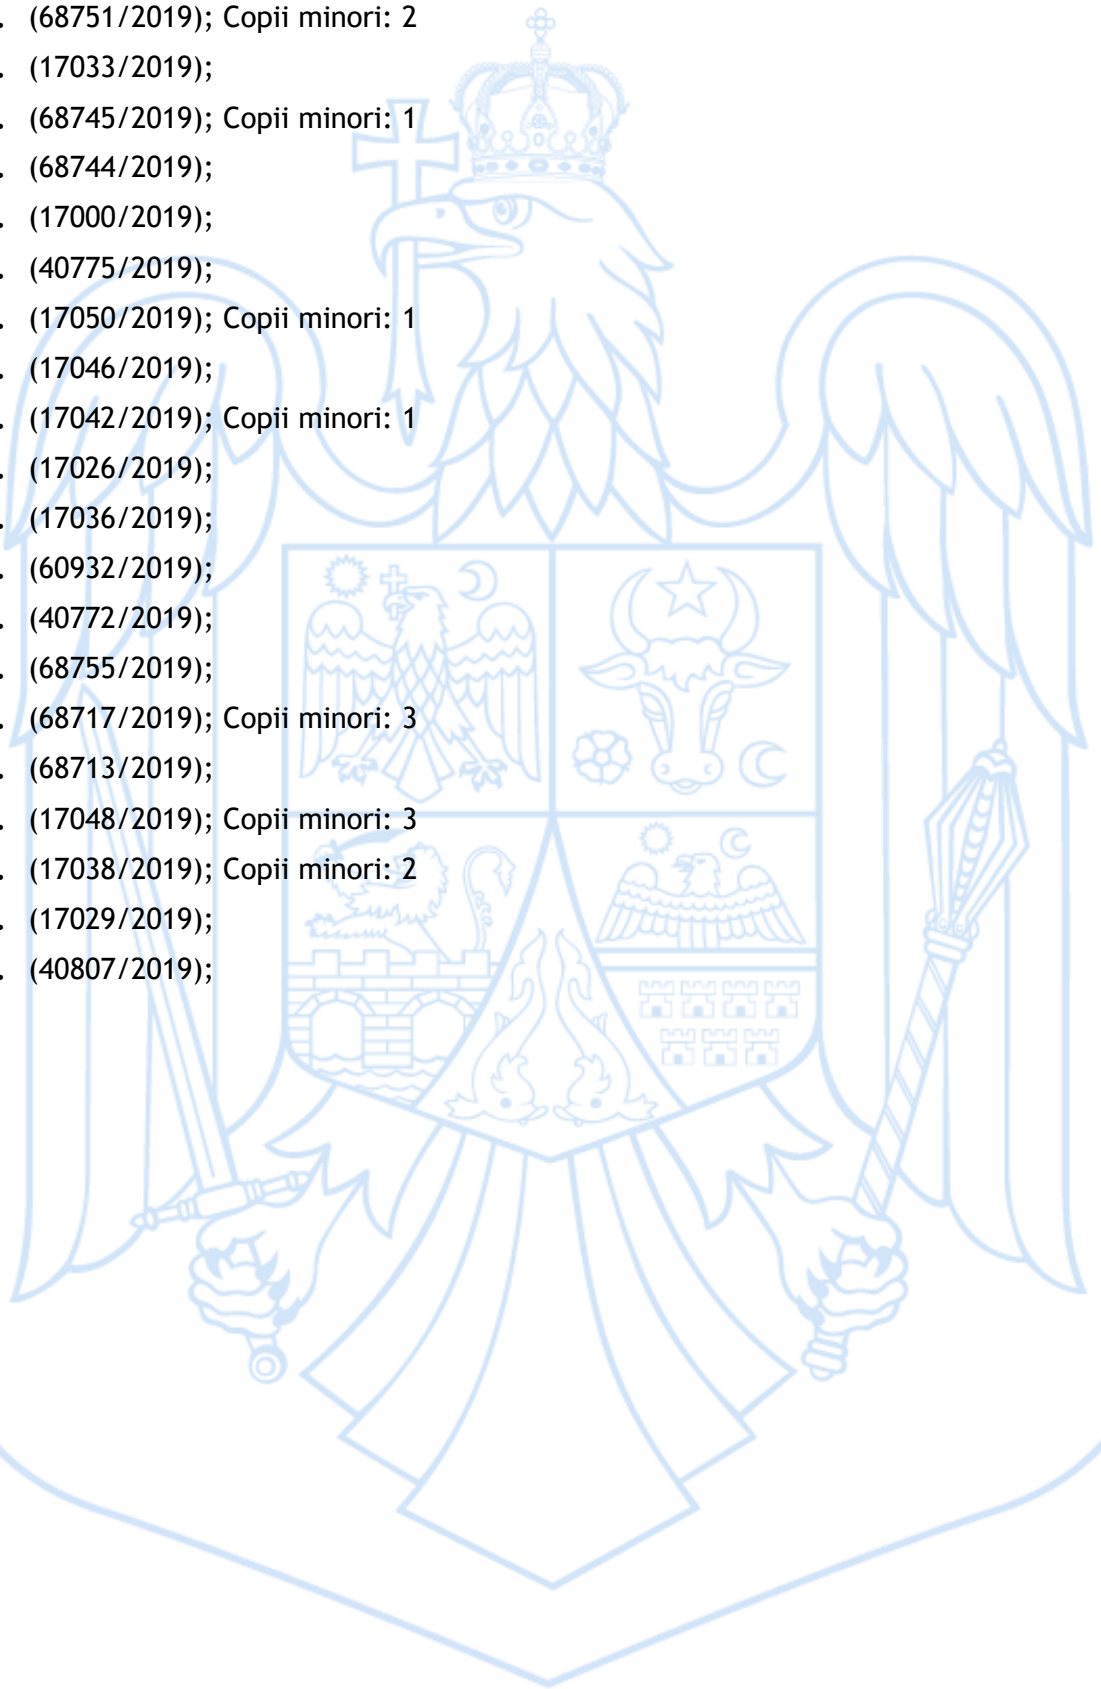 . (68751/2019); Copii minori: 2
. (17033/2019);
. (68745/2019); Copii minori: 1
. (68744/2019);
. (17000/2019);
. (40775/2019);
. (17050/2019); Copii minori: 1
. (17046/2019);
. (17042/2019); Copii minori: 1
. (17026/2019);
. (17036/2019);
. (60932/2019);
. (40772/2019);
. (68755/2019);
. (68717/2019); Copii minori: 3
. (68713/2019);
. (17048/2019); Copii minori: 3
. (17038/2019); Copii minori: 2
. (17029/2019);
. (40807/2019);